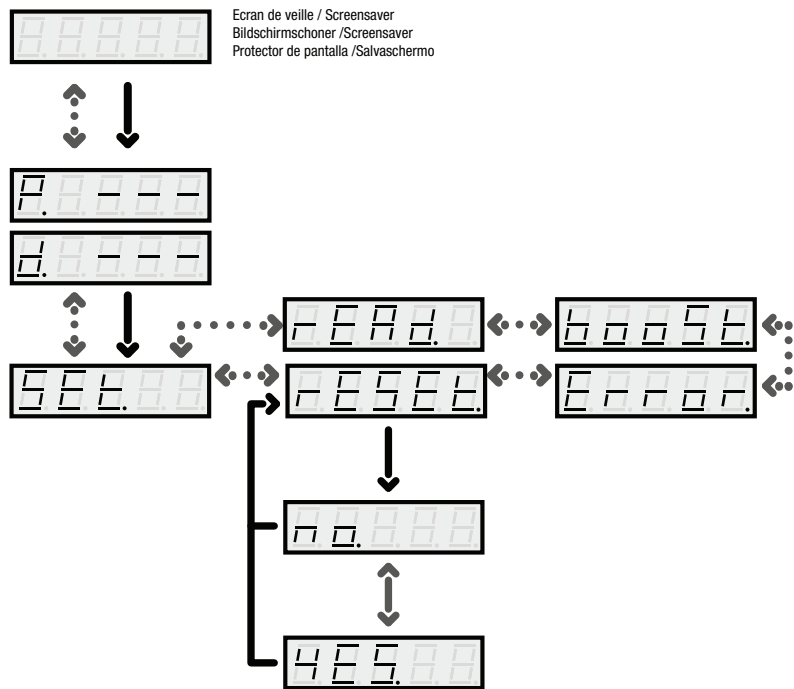 Ecran de veille / Screensaver
Bildschirmschoner /Screensaver
Protector de pantalla /Salvaschermo
P. - - -
d. - - -
rEAd. booSt.
SEt. rESEt. Error.
no.
YES.